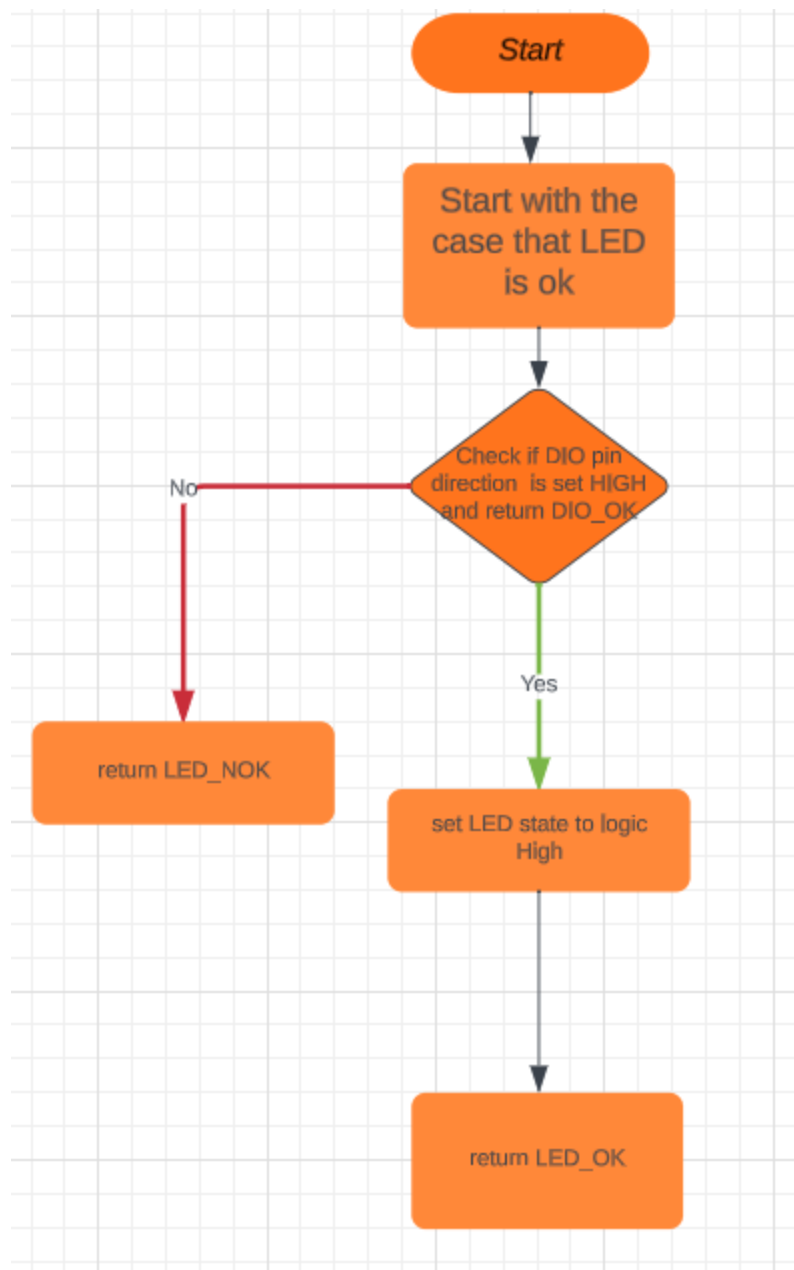 Start
Start with the
case that LED
is ok
Check if DIO pin
direction is set HIGH
and return DIO_OK
No
Yes
return LED_NOK
set LED state to logic
High
return LED_OK